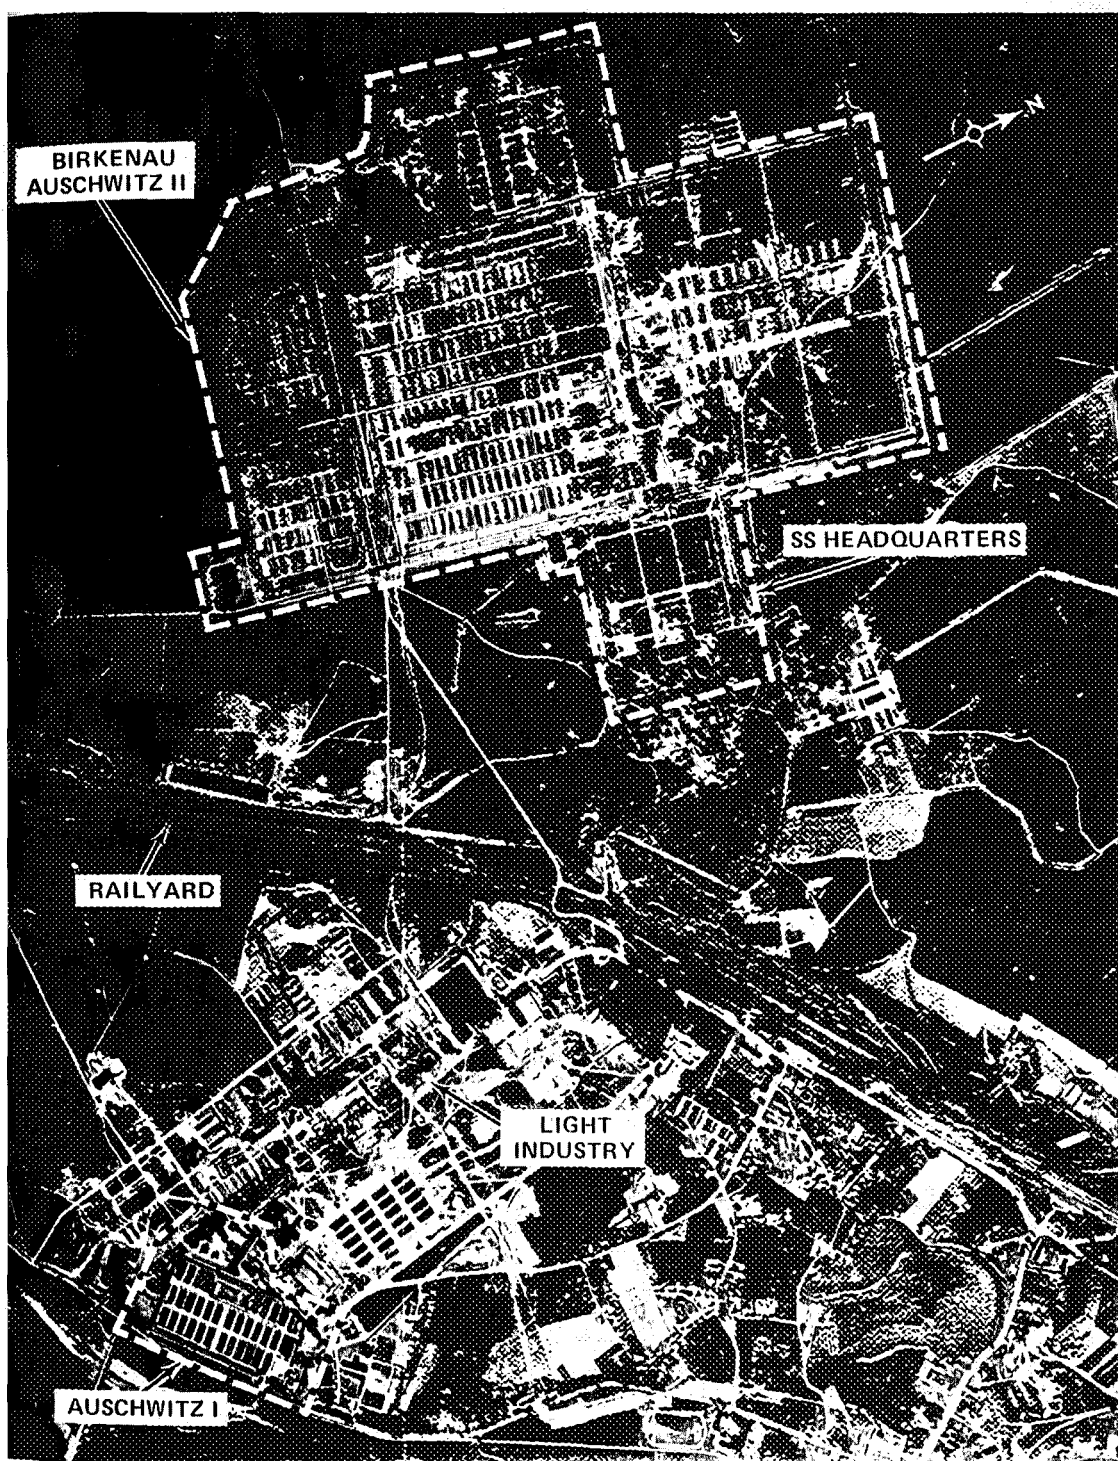 N
BIRKENAU
AUSCHWITZ II
SS HEADQUARTERS
RAILYARD
LIGHT
INDUSTRY
AUSCHWITZ I